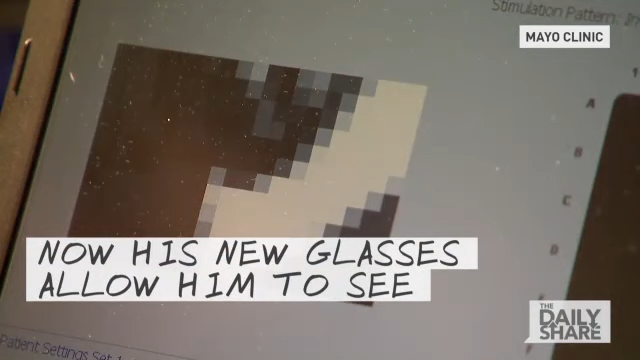 Stimulation Pattern:
MAYO CLINIC
A
B
C
D
NOW HIS NEW GLASSES
ALLOW HIM TO SEE
THE
DAILY
SHARE
Patient Settings Set